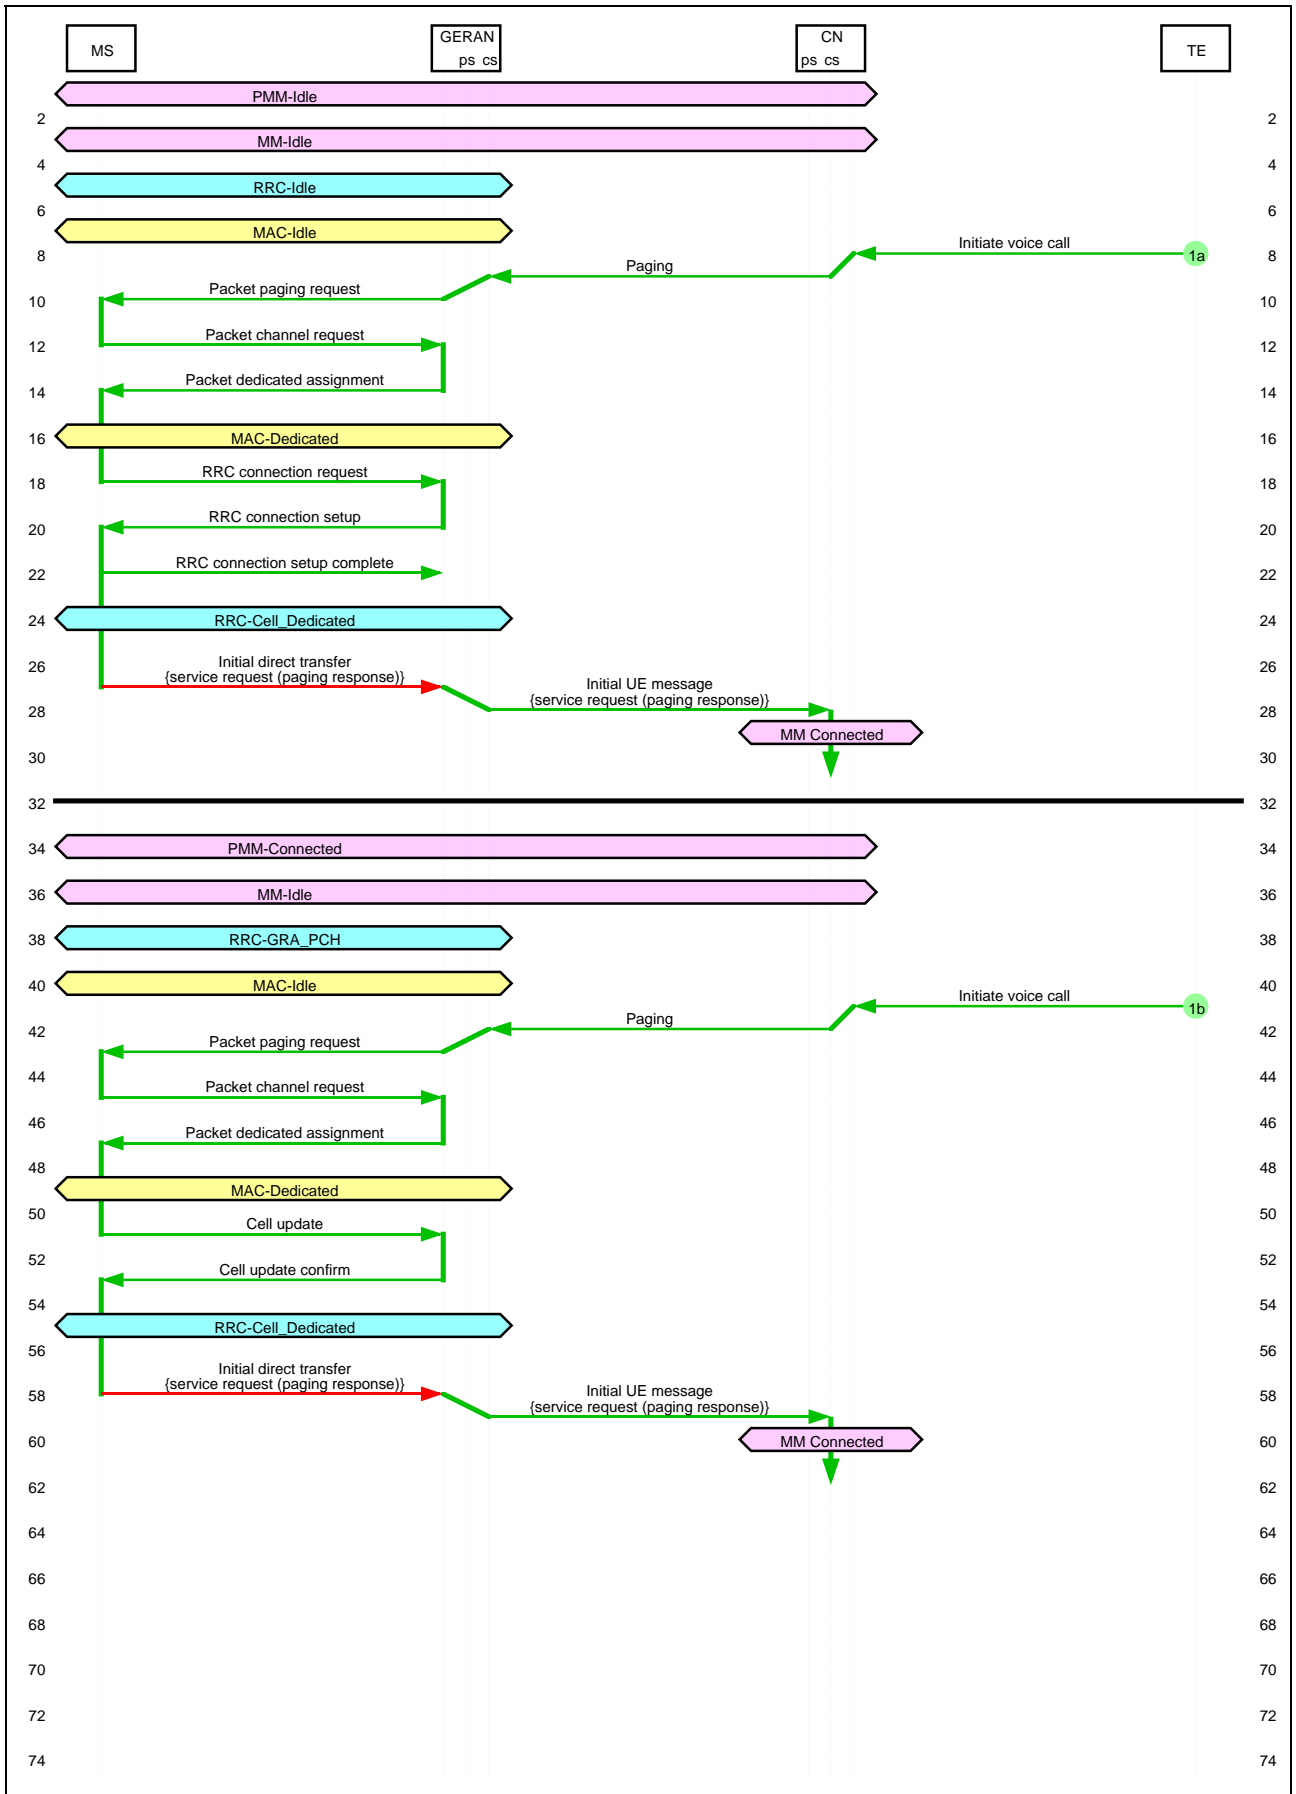 MS
GERAN
ps cs
CN
ps cs
TE
PMM-Idle
2 2
MM-Idle
4 4
RRC-Idle
6 6
MAC-Idle
Initiate voice call
8 1a 8
Paging
Packet paging request
10 10
Packet channel request
12 12
Packet dedicated assignment
14 14
16 MAC-Dedicated 16
RRC connection request
18 18
RRC connection setup
20 20
RRC connection setup complete
22 22
24 RRC-Cell_Dedicated 24
Initial direct transfer
26 26
{service request (paging response)}
Initial UE message
{service request (paging response)}
28 28
MM Connected
30 30
32 32
34 PMM-Connected 34
36 MM-Idle 36
38 RRC-GRA_PCH 38
40 MAC-Idle 40
Initiate voice call
1b
Paging
42 42
Packet paging request
44 44
Packet channel request
46 46
Packet dedicated assignment
48 48
MAC-Dedicated
50 50
Cell update
52 52
Cell update confirm
54 54
RRC-Cell_Dedicated
56 56
Initial direct transfer
{service request (paging response)}
Initial UE message
58 58
{service request (paging response)}
60 MM Connected 60
62 62
64 64
66 66
68 68
70 70
72 72
74 74